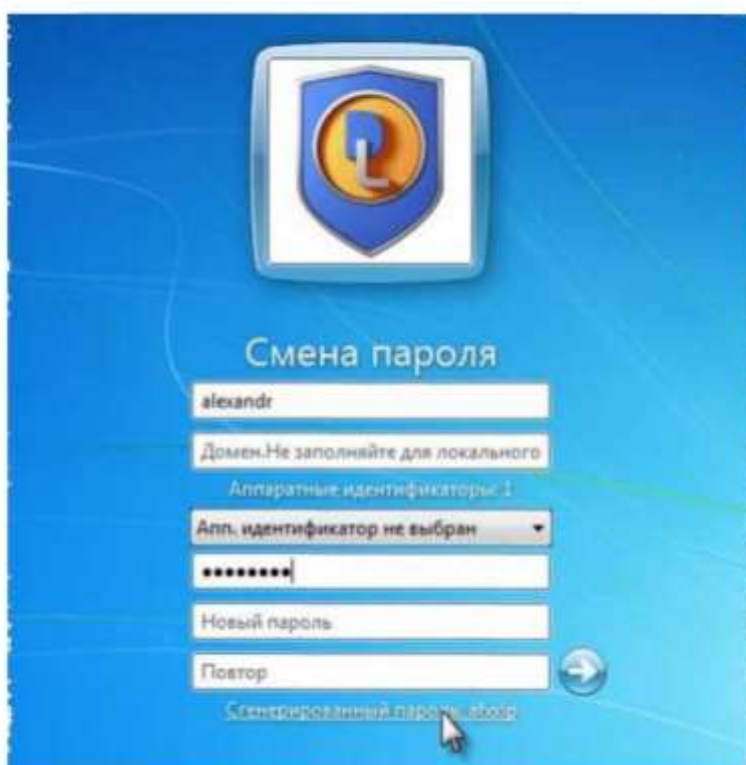 DL
Смена пароля
alexandr
Домен.Не заполняйте для локального
Аппаратные идентификаторы: 1
Апп. идентификатор не выбран
Новый пароль
Повтор
Сгенерированный пароль: